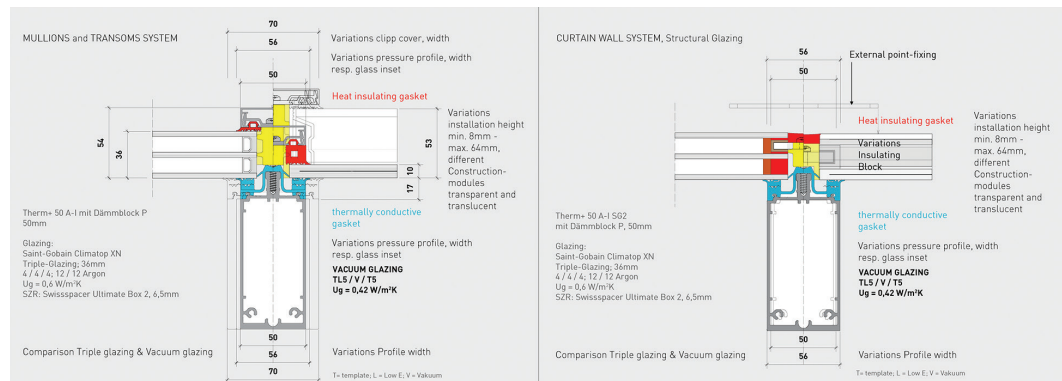 MULLIONS and TRANSOMS SYSTEM
70
56
50
Variations clipp cover, width
Variations pressure profile, width
resp. glass inset
Heat insulating gasket
Variations
installation height
min. 8mm -
max. 64mm,
different
Construction-
modules
transparent and
translucent
54
36
53
10
17
Therm+ 50 A-I mit Dämmblock P
50mm
Glazing:
Saint-Gobain Climatop XN
Triple-Glazing; 36mm
4 / 4 / 4; 12 / 12 Argon
Ug = 0,6 W/m²K
SZR: Swissspacer Ultimate Box 2, 6,5mm
thermally conductive
gasket
Variations pressure profile, width
resp. glass inset
VACUUM GLAZING
TL5 / V / T5
Ug = 0,42 W/m²K
50
56
70
Comparison Triple glazing & Vacuum glazing
Variations Profile width
T= template; L = Low E; V = Vakuum
CURTAIN WALL SYSTEM, Structural Glazing
56
50
External point-fixing
Heat insulating gasket
Variations
Insulating
Block
Variations
installation height
min. 8mm -
max. 64mm,
different
Construction-
modules
transparent and
translucent
Therm+ 50 A-I SG2
mit Dämmblock P, 50mm
Glazing:
Saint-Gobain Climatop XN
Triple-Glazing; 36mm
4 / 4 / 4; 12 / 12 Argon
Ug = 0,6 W/m²K
SZR: Swissspacer Ultimate Box 2, 6,5mm
thermally conductive
gasket
Variations pressure profile, width
resp. glass inset
VACUUM GLAZING
TL5 / V / T5
Ug = 0,42 W/m²K
50
56
Comparison Triple glazing & Vacuum glazing
Variations Profile width
T= template; L = Low E; V = Vakuum